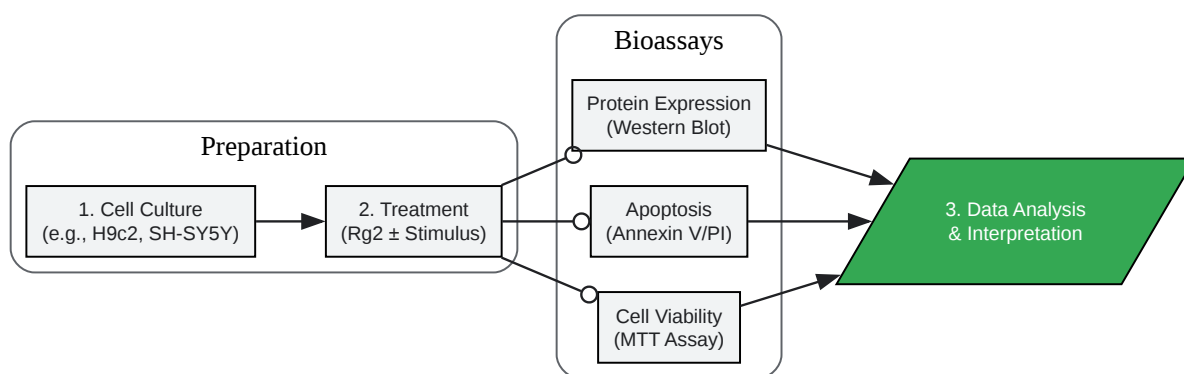 Bioassays
Protein Expression
(Western Blot)
Preparation
1. Cell Culture
(e.g., H9c2, SH-SY5Y)
2. Treatment
(Rg2 ± Stimulus)
Apoptosis
(Annexin V/PI)
3. Data Analysis
& Interpretation
Cell Viability
(MTT Assay)